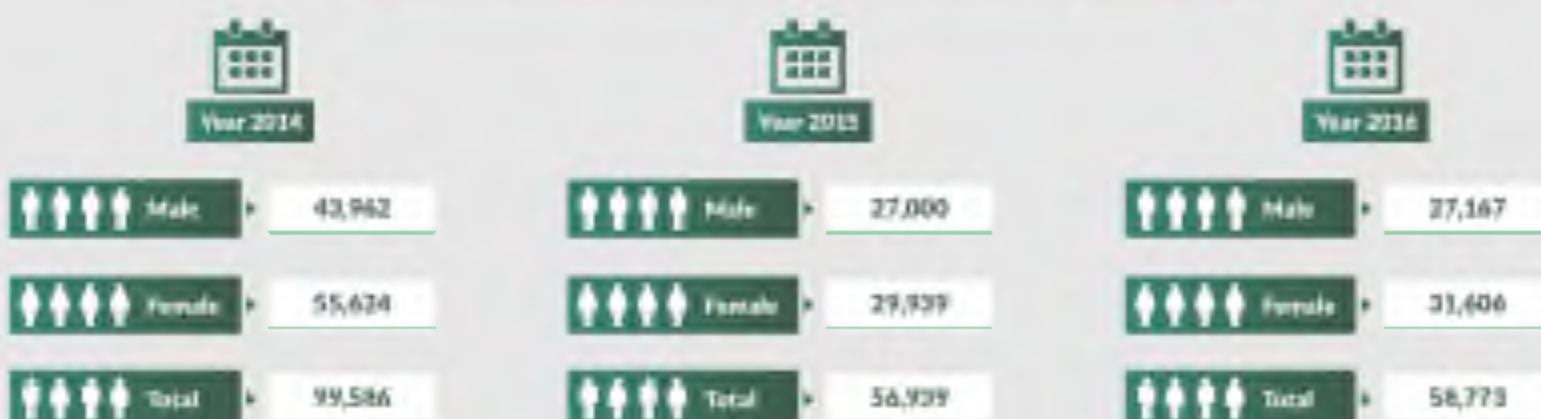 Year 2014
Male 43,962
Female 55,624
Total 99,586
Year 2015
Male 27,000
Female 29,939
Total 56,939
Year 2016
Male 27,167
Female 31,606
Total 58,773